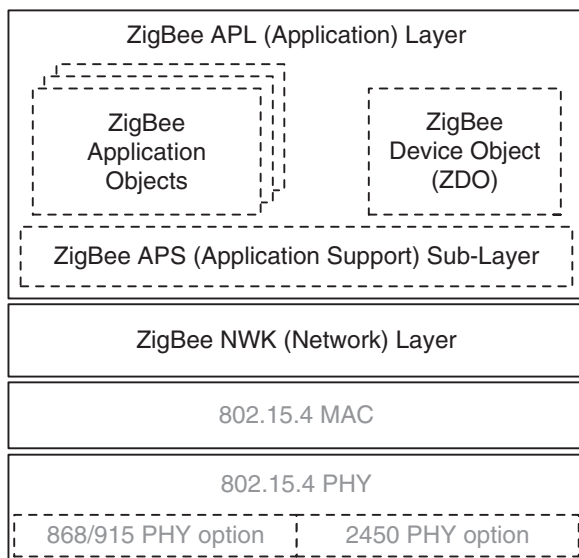 ZigBee APL (Application) Layer
ZigBee
Application
Objects
ZigBee
Device Object
(ZDO)
ZigBee APS (Application Support) Sub-Layer
ZigBee NWK (Network) Layer
802.15.4 MAC
802.15.4 PHY
868/915 PHY option
2450 PHY option